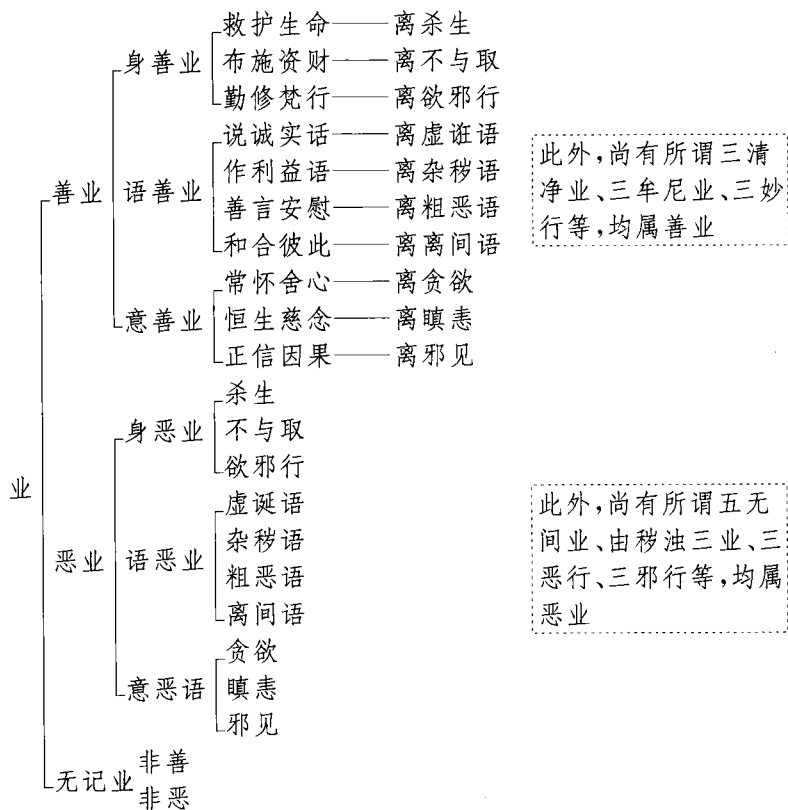 救护生命——离杀生
身善业
布施资财——离不与取
勤修梵行——离欲邪行
说诚实话——离虚诳语
善业
语善业
作利益语——离杂秽语
善言安慰——离粗恶语
和合彼此——离离间语
此外,尚有所谓三清
净业、三牟尼业、三妙
行等,均属善业
常怀舍心——离贪欲
意善业
恒生慈念——离瞋恚
正信因果——离邪见
业
杀生
身恶业
不与取
欲邪行
虚诞语
恶业
语恶业
杂秽语
粗恶语
离间语
此外,尚有所谓五无
间业、由秽浊三业、三
恶行、三邪行等,均属
恶业
贪欲
意恶语
瞋恚
邪见
无记业
非善
非恶